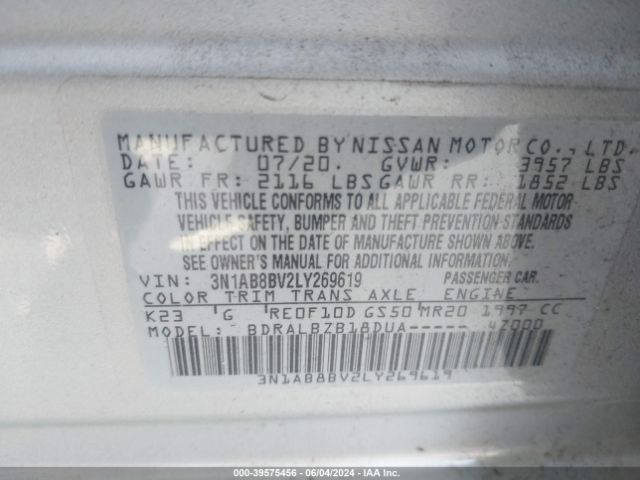 MANUFACTURED BY NISSAN MOTOR CO., LTD.
DATE: 07/20. GVWR: 3957 LBS
GAWR FR: 2116 LBS GAWR RR: 1852 LBS
THIS VEHICLE CONFORMS TO ALL APPLICABLE FEDERAL MOTOR
VEHICLE SAFETY, BUMPER AND THEFT PREVENTION STANDARDS
IN EFFECT ON THE DATE OF MANUFACTURE SHOWN ABOVE.
SEE OWNER'S MANUAL FOR ADDITIONAL INFORMATION.
VIN: 3N1AB8BV2LY269619 PASSENGER CAR.
COLOR TRIM TRANS AXLE ENGINE
K23 G RE0F10D GS50 MR20 1997 CC
MODEL: BDRALBZB18DUA----- 4Z000
3N1AB8BV2LY269619
000-39575456 - 06/04/2024 - IAA Inc.